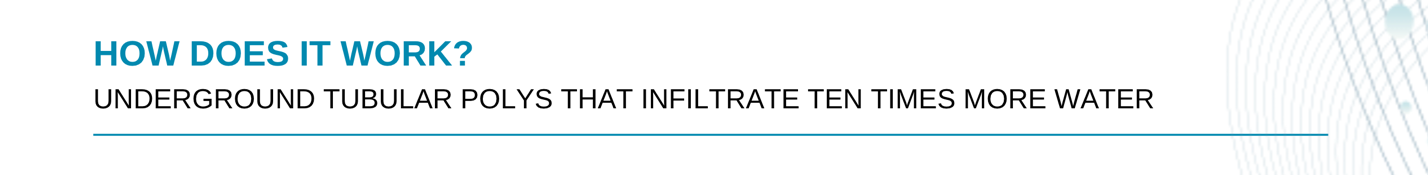 HOW DOES IT WORK?
UNDERGROUND TUBULAR POLYS THAT INFILTRATE TEN TIMES MORE WATER